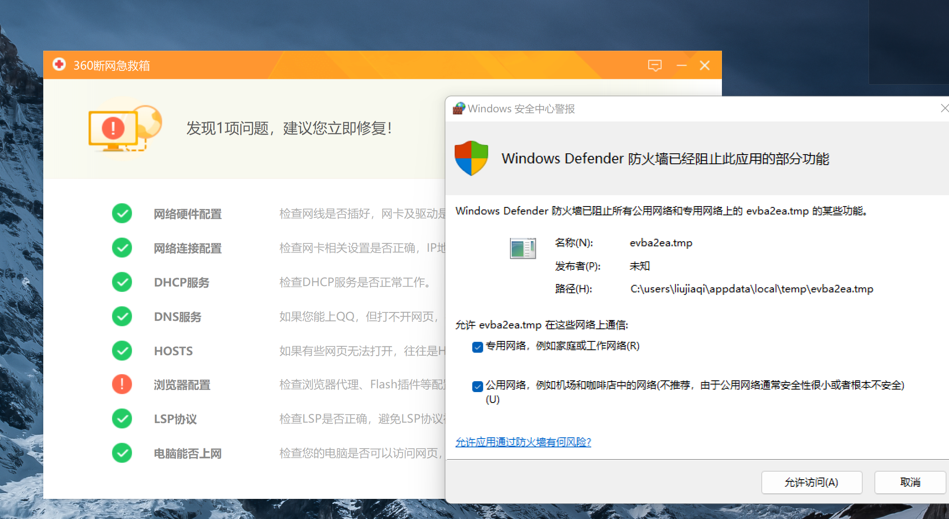 360断网急救箱
发现1项问题，建议您立即修复！
网络硬件配置 检查网线是否插好，网卡及驱动是
网络连接配置 检查网卡相关设置是否正确，IP地
DHCP服务 检查DHCP服务是否正常工作。
DNS服务 如果您能上QQ，但打不开网页，
HOSTS 如果有些网页无法打开，往往是H
浏览器配置 检查浏览器代理、Flash插件等配
LSP协议 检查LSP是否正确，避免LSP协议
电脑能否上网 检查您的电脑是否可以访问网页，
Windows 安全中心警报
Windows Defender 防火墙已经阻止此应用的部分功能
Windows Defender 防火墙已阻止所有公用网络和专用网络上的 evba2ea.tmp 的某些功能。
名称(N): evba2ea.tmp
发布者(P): 未知
路径(H): C:\users\liujiaqi\appdata\local\temp\evba2ea.tmp
允许 evba2ea.tmp 在这些网络上通信:
专用网络，例如家庭或工作网络(R)
公用网络，例如机场和咖啡店中的网络(不推荐，由于公用网络通常安全性很小或者根本不安全)
(U)
允许应用通过防火墙有何风险?
允许访问(A) 取消